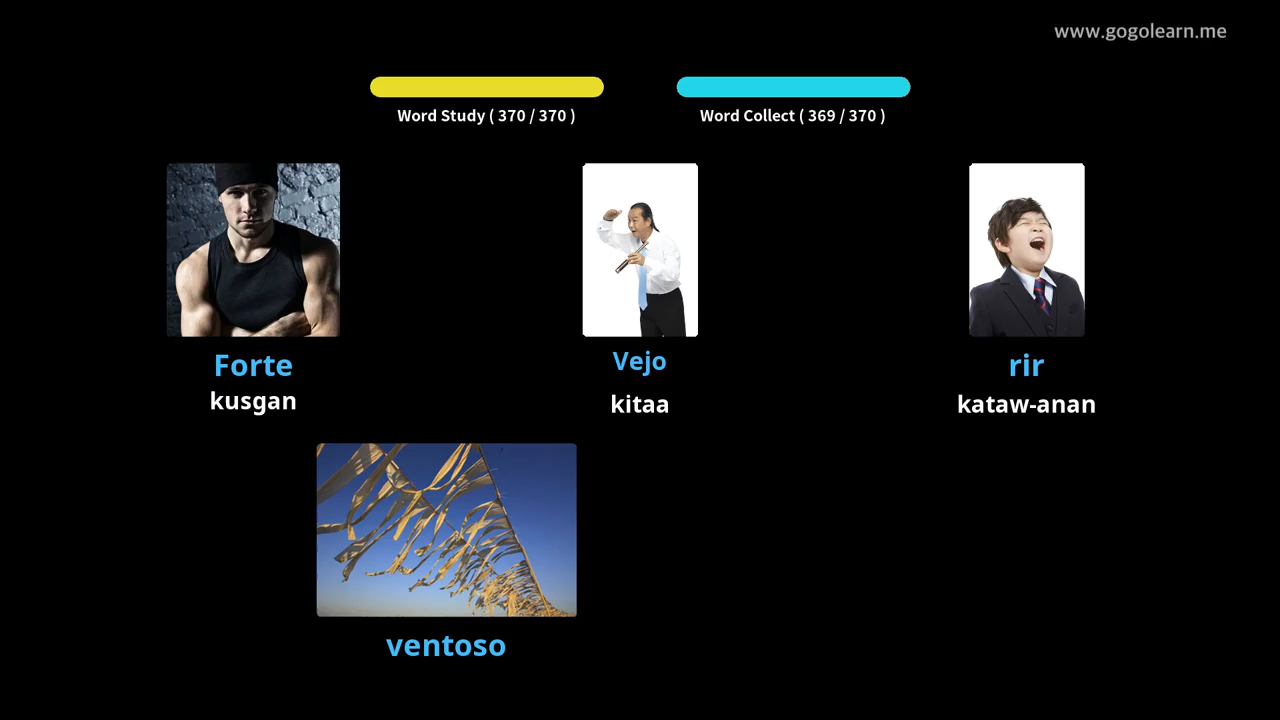 www.gogolearn.me
Word Study ( 370 / 370 )
Word Collect ( 369 / 370 )
Forte
kusgan
Vejo
kitaa
rir
kataw-anan
ventoso